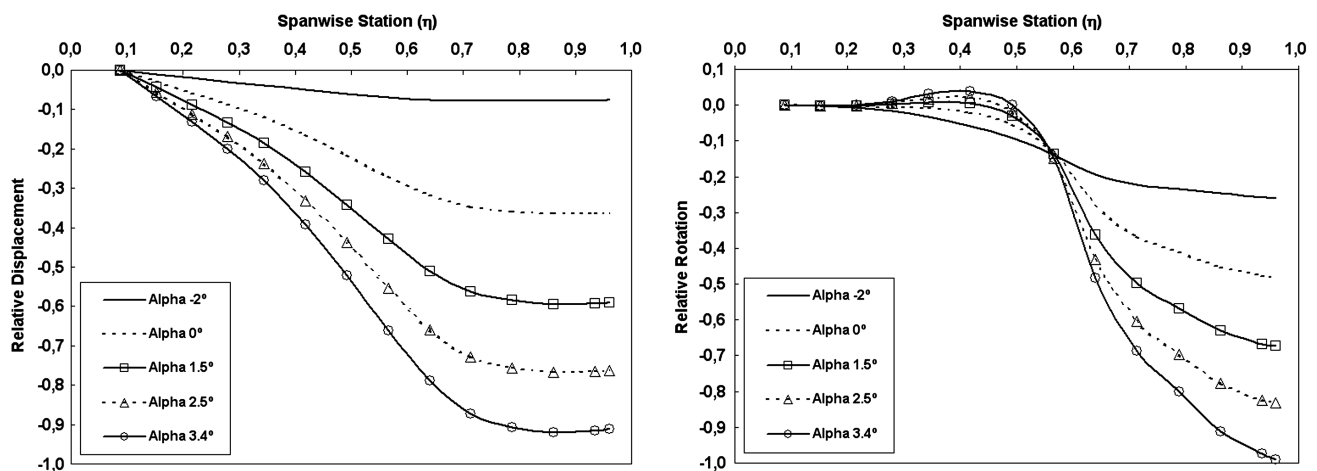 Spanwise Station (η)
0,0 0,1 0,2 0,3 0,4 0,5 0,6 0,7 0,8 0,9 1,0
0,0
-0,1
-0,2
-0,3
-0,4
-0,5
-0,6
-0,7
-0,8
-0,9
-1,0
Relative Displacement
Alpha -2º
Alpha 0º
Alpha 1.5º
Alpha 2.5º
Alpha 3.4º
Spanwise Station (η)
0,0 0,1 0,2 0,3 0,4 0,5 0,6 0,7 0,8 0,9 1,0
0,1
0,0
-0,1
-0,2
-0,3
-0,4
-0,5
-0,6
-0,7
-0,8
-0,9
-1,0
Relative Rotation
Alpha -2º
Alpha 0º
Alpha 1.5º
Alpha 2.5º
Alpha 3.4º